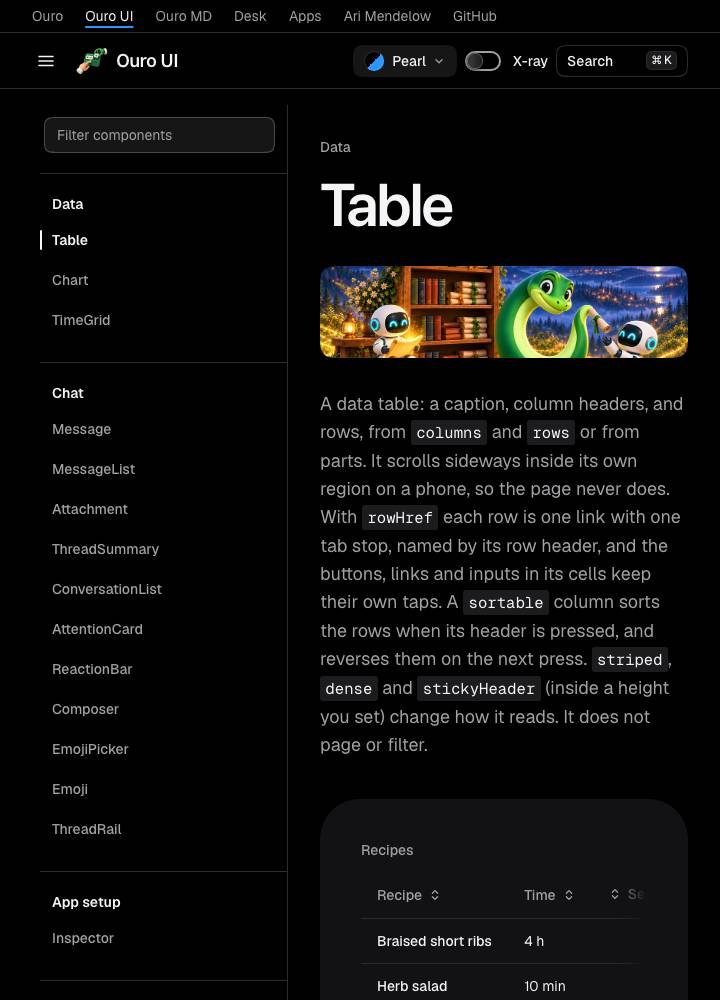 Ouro Ouro UI Ouro MD Desk Apps Ari Mendelow GitHub
Ouro UI Pearl X-ray Search ⌘ K
Filter components
Data
Table
Chart
TimeGrid
Chat
Message
MessageList
Attachment
ThreadSummary
ConversationList
AttentionCard
ReactionBar
Composer
EmojiPicker
Emoji
ThreadRail
App setup
Inspector
Data
Table
A data table: a caption, column headers, and
rows, from columns and rows or from
parts. It scrolls sideways inside its own
region on a phone, so the page never does.
With rowHref each row is one link with one
tab stop, named by its row header, and the
buttons, links and inputs in its cells keep
their own taps. A sortable column sorts
the rows when its header is pressed, and
reverses them on the next press. striped,
dense and stickyHeader (inside a height
you set) change how it reads. It does not
page or filter.
Recipes
Recipe Time
Braised short ribs 4 h
Herb salad 10 min